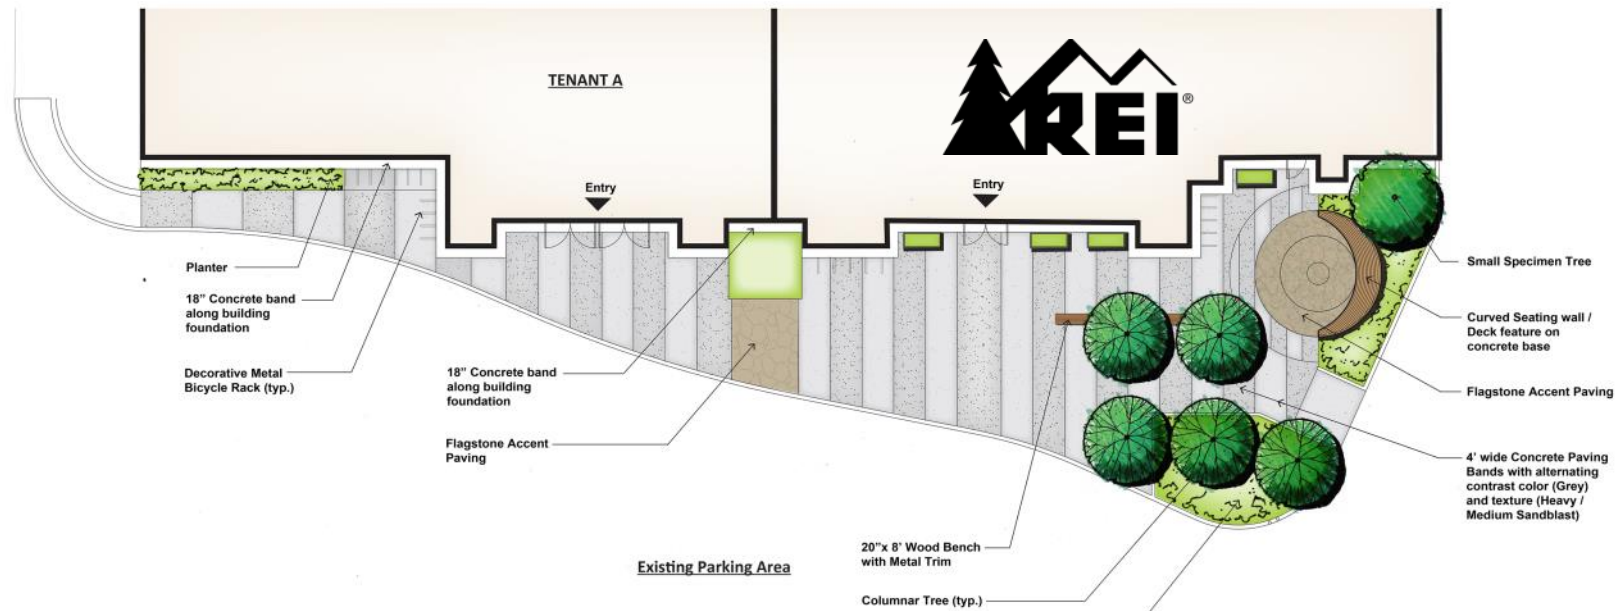 TENANT A
REI®
Entry
Entry
Planter
18" Concrete band
along building
foundation
Decorative Metal
Bicycle Rack (typ.)
18" Concrete band
along building
foundation
Flagstone Accent
Paving
Small Specimen Tree
Curved Seating wall /
Deck feature on
concrete base
Flagstone Accent Paving
4' wide Concrete Paving
Bands with alternating
contrast color (Grey)
and texture (Heavy /
Medium Sandblast)
20"x 8' Wood Bench
with Metal Trim
Existing Parking Area
Columnar Tree (typ.)